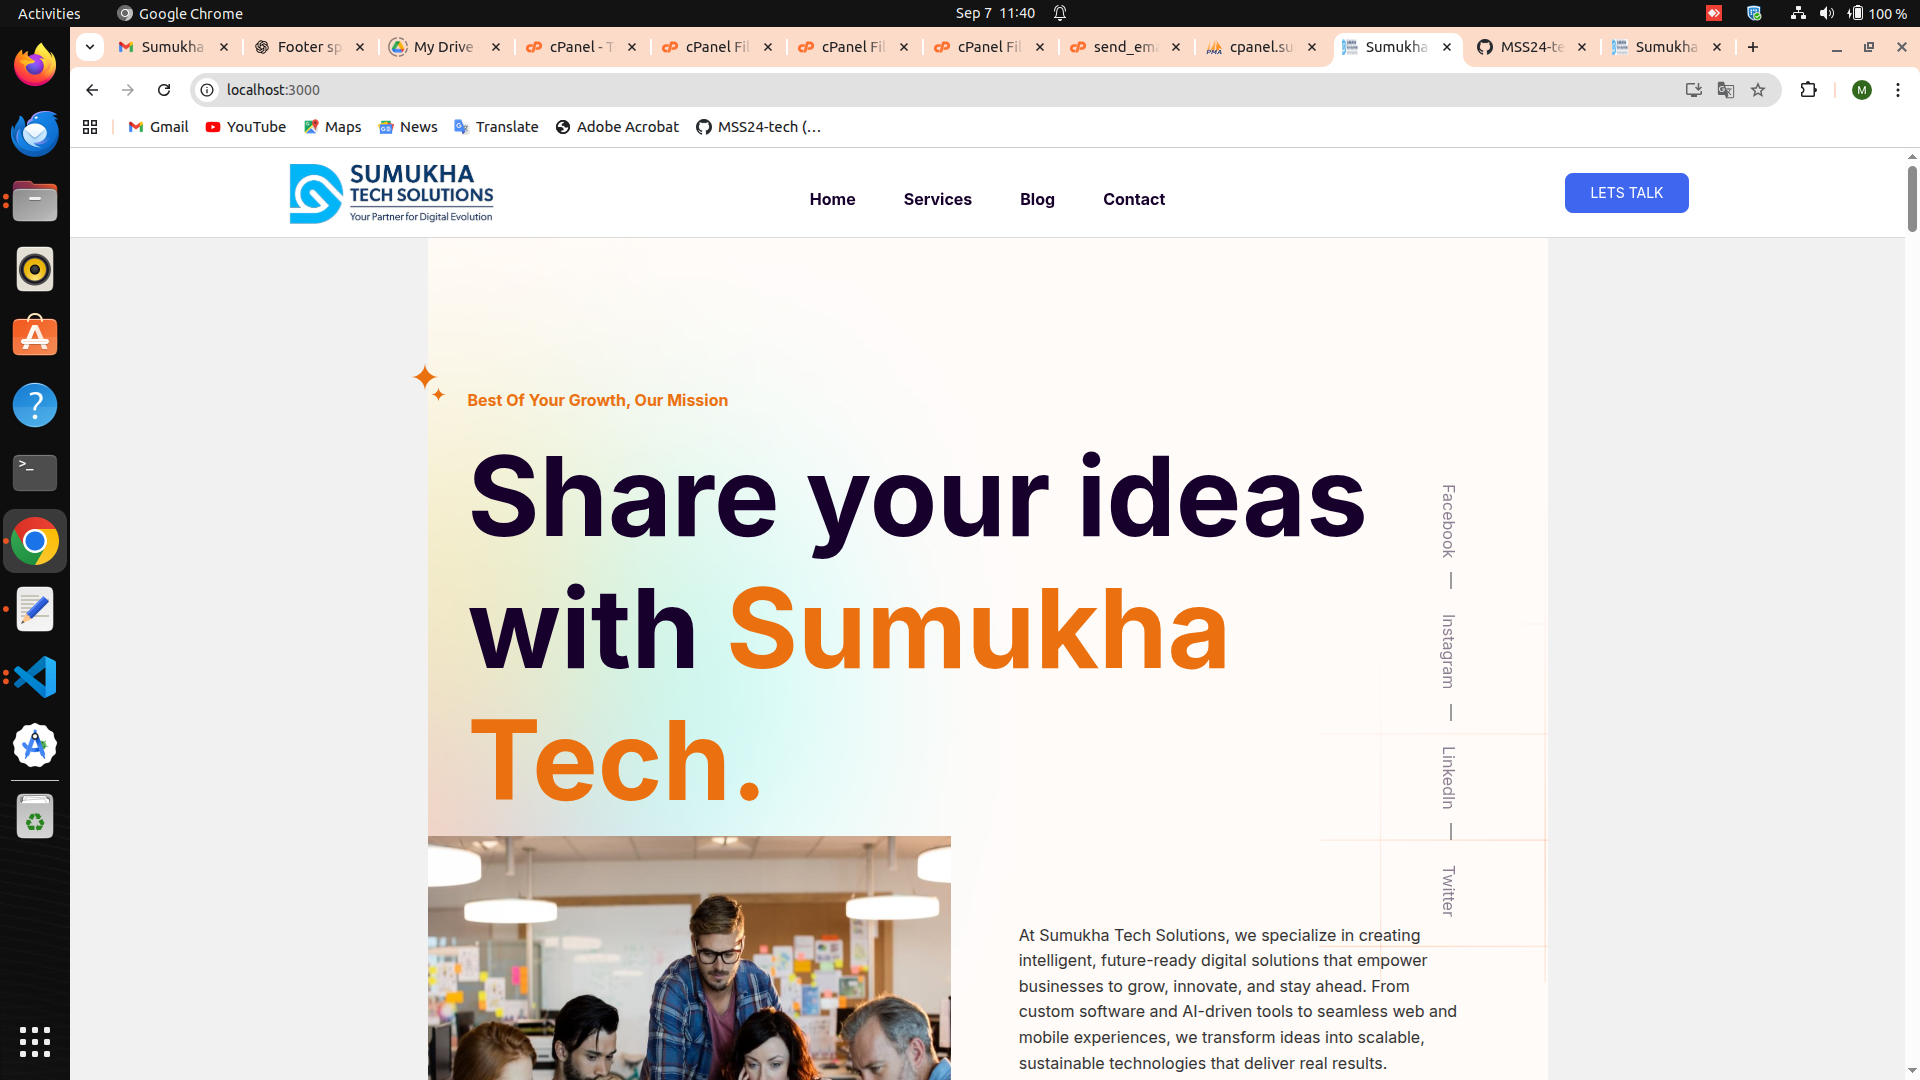 Activities
Google Chrome
Sep 7 11:40
100 %
Sumukha
Footer sp
My Drive
cPanel - T
cPanel Fil
cPanel Fil
cPanel Fil
send_em
cpanel.su
Sumukha
MSS24-te
Sumukha
localhost:3000
M
Gmail
YouTube
Maps
News
Translate
Adobe Acrobat
MSS24-tech (...
SUMUKHA
TECH SOLUTIONS
Your Partner for Digital Evolution
Home
Services
Blog
Contact
LETS TALK
Best Of Your Growth, Our Mission
Share your ideas
with Sumukha
Tech.
Facebook
Instagram
LinkedIn
Twitter
At Sumukha Tech Solutions, we specialize in creating
intelligent, future-ready digital solutions that empower
businesses to grow, innovate, and stay ahead. From
custom software and AI-driven tools to seamless web and
mobile experiences, we transform ideas into scalable,
sustainable technologies that deliver real results.